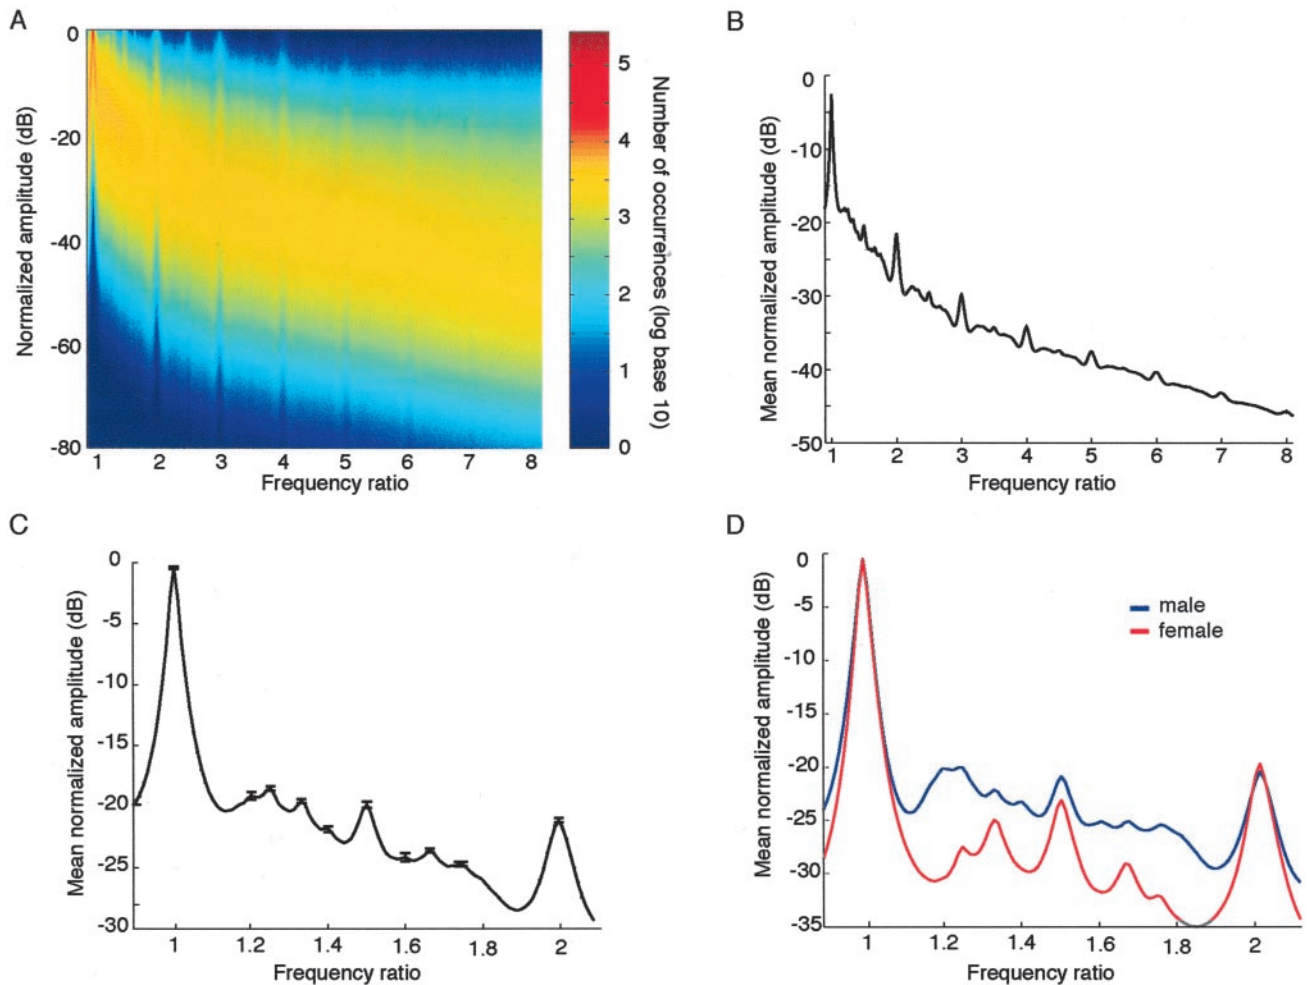 A
0
-20
-40
-60
-80
Normalized amplitude (dB)
1 2 3 4 5 6 7 8
Frequency ratio
5
4
3
2
1
0
Number of occurrences (log base 10)
B
0
-10
-20
-30
-40
-50
Mean normalized amplitude (dB)
1 2 3 4 5 6 7 8
Frequency ratio
C
0
-5
-10
-15
-20
-25
-30
Mean normalized amplitude (dB)
1 1.2 1.4 1.6 1.8 2
Frequency ratio
D
0
-5
-10
-15
-20
-25
-30
-35
Mean normalized amplitude (dB)
male
female
1 1.2 1.4 1.6 1.8 2
Frequency ratio